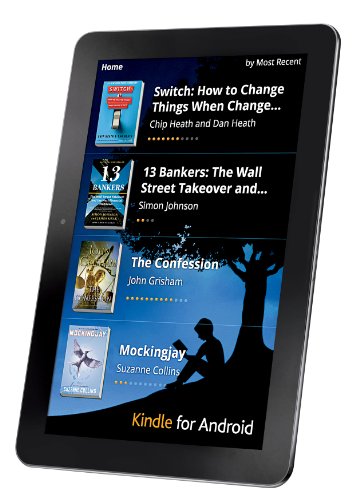 Home
by Most Recent
SWITCH
Switch: How to Change
Things When Change...
Chip Heath and Dan Heath
13
BANKERS
13 Bankers: The Wall
Street Takeover and...
Simon Johnson
The Confession
John Grisham
MOCKINGJAY
SUZANNE COLLINS
Mockingjay
Suzanne Collins
Kindle for Android